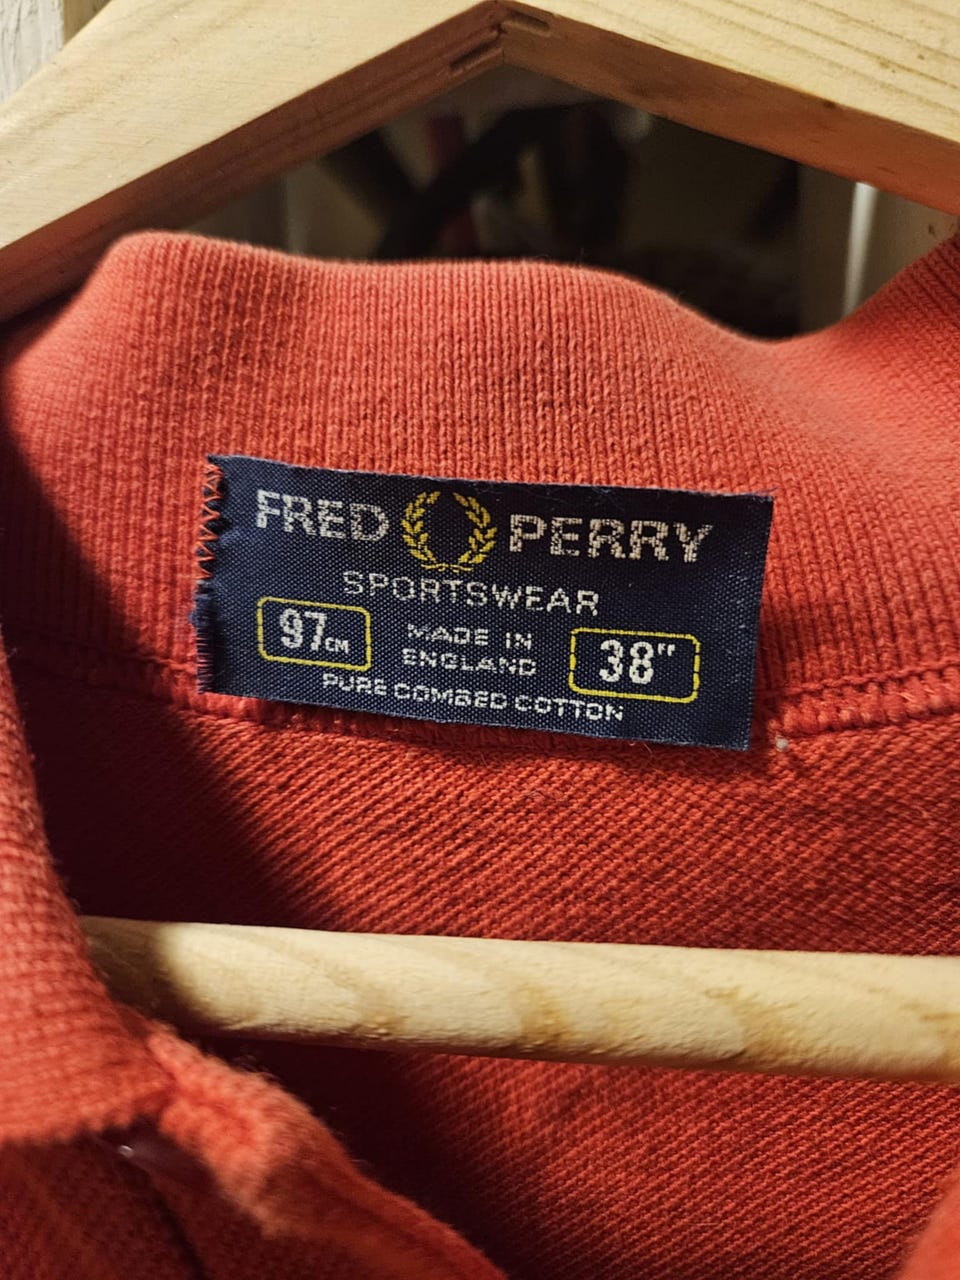 FRED PERRY
SPORTSWEAR
97CM
MADE IN
ENGLAND
38"
PURE COMBED COTTON